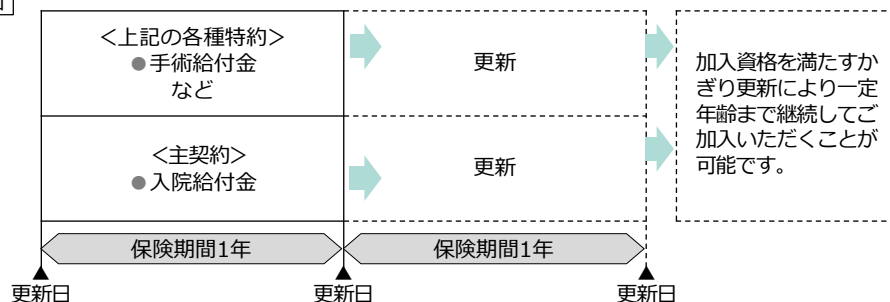 <上記の各種特約>
●手術給付金
など
更新
<主契約>
●入院給付金
更新
加入資格を満たすか
ぎり更新により一定
年齢まで継続してご
加入いただくことが
可能です。
保険期間1年
保険期間1年
更新日
更新日
更新日